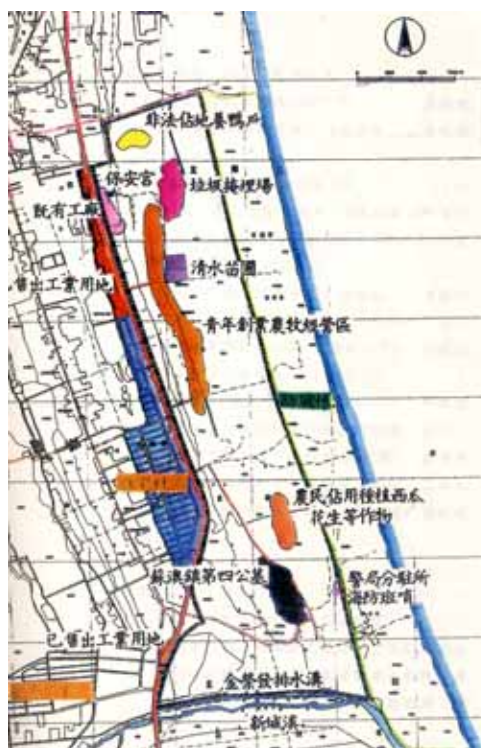 非法佔地養鴨戶
保安宮
垃圾掩埋場
既有工廠
清水苗圃
售出工業用地
青年創業農牧經營區
農民佔用種植西瓜
花生等作物
蘇澳鎮第四公墓
警局分駐所
海防班哨
已售出工業用地
金榮發排水溝
新城溪